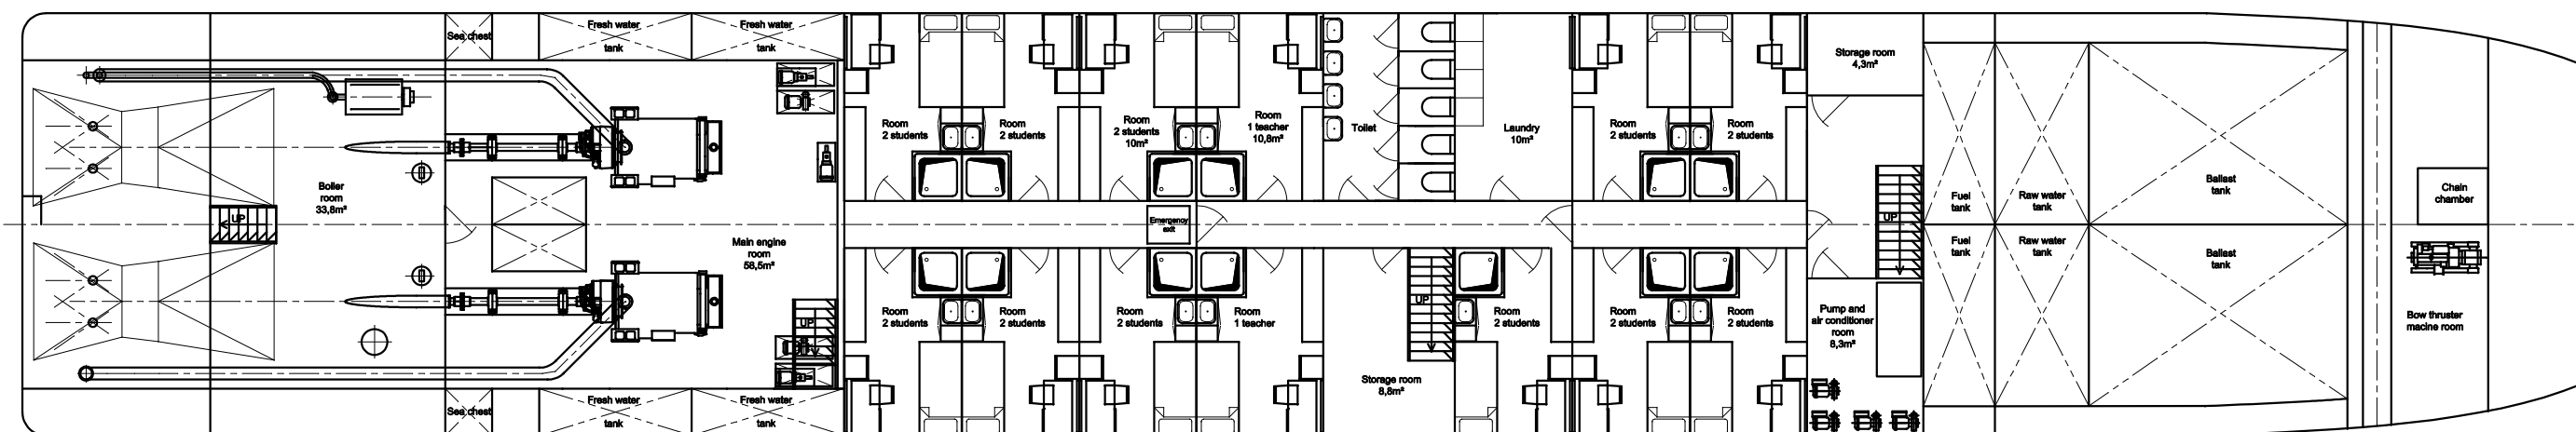 Sea chest
Fresh water
tank
Fresh water
tank
Boiler
room
33,8m²
UP
Main engine
room
58,5m²
UP
Sea chest
Fresh water
tank
Fresh water
tank
Room
2 students
Room
2 students
Room
2 students
10m²
Room
1 teacher
10,8m²
Toilet
Laundry
10m²
Room
2 students
Room
2 students
Emergency
exit
Room
2 students
Room
2 students
Room
2 students
Room
1 teacher
Storage room
8,8m²
UP
Room
2 students
Room
2 students
Room
2 students
Storage room
4,3m²
UP
Pump and
air conditioner
room
8,3m²
Fuel
tank
Raw water
tank
Ballast
tank
Fuel
tank
Raw water
tank
Ballast
tank
Chain
chamber
Bow thruster
macine room